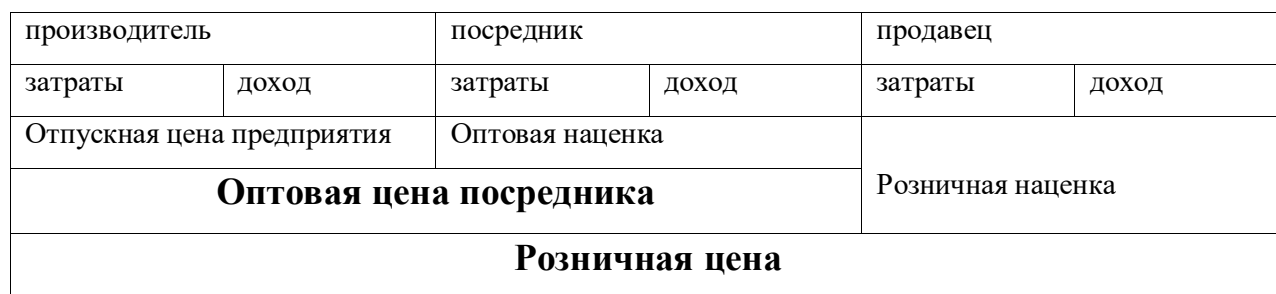 производитель посредник продавец
затраты доход затраты доход затраты доход
Отпускная цена предприятия Оптовая наценка
Розничная наценка
Оптовая цена посредника
Розничная цена